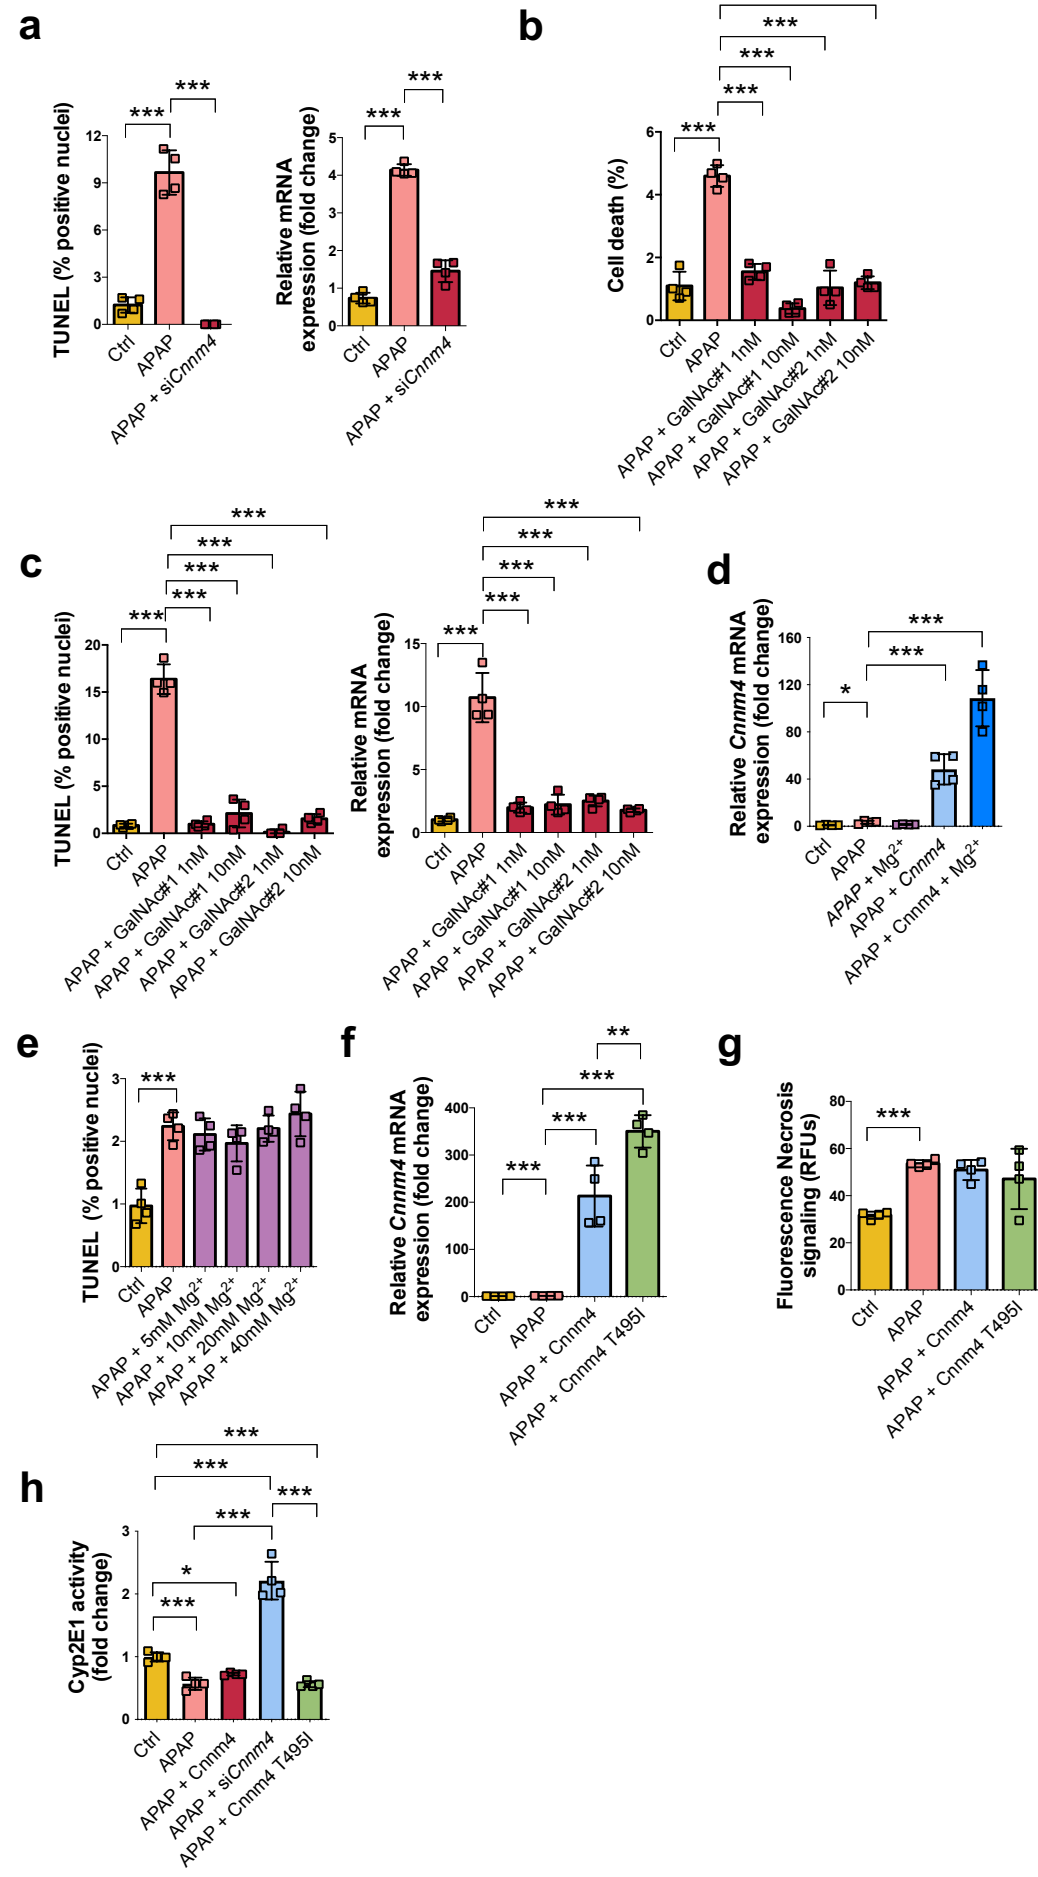 a
TUNEL (% positive nuclei)
12
9
6
3
0
***
***
Ctrl
APAP
APAP + siCnnm4
Relative mRNA
expression (fold change)
5
4
3
2
1
0
***
***
Ctrl
APAP
APAP + siCnnm4
b
Cell death (%)
6
4
2
0
***
***
***
***
Ctrl
APAP
APAP + GalNAc#1 1nM
APAP + GalNAc#1 10nM
APAP + GalNAc#2 1nM
APAP + GalNAc#2 10nM
c
TUNEL (% positive nuclei)
20
15
10
5
0
***
***
***
***
***
Ctrl
APAP
APAP + GalNAc#1 1nM
APAP + GalNAc#1 10nM
APAP + GalNAc#2 1nM
APAP + GalNAc#2 10nM
Relative mRNA
expression (fold change)
15
10
5
0
***
***
***
***
***
Ctrl
APAP
APAP + GalNAc#1 1nM
APAP + GalNAc#1 10nM
APAP + GalNAc#2 1nM
APAP + GalNAc#2 10nM
d
Relative Cnnm4 mRNA
expression (fold change)
160
120
80
40
0
***
***
*
Ctrl
APAP
APAP + Mg2+
APAP + Cnnm4
APAP + Cnnm4 + Mg2+
e
TUNEL (% positive nuclei)
3
2
1
0
***
Ctrl
APAP
APAP + 5mM Mg2+
APAP + 10mM Mg2+
APAP + 20mM Mg2+
APAP + 40mM Mg2+
f
Relative Cnnm4 mRNA
expression (fold change)
400
300
200
100
0
**
***
***
***
Ctrl
APAP
APAP + Cnnm4
APAP + Cnnm4 T495I
g
Fluorescence Necrosis
signaling (RFUs)
80
60
40
20
0
***
Ctrl
APAP
APAP + Cnnm4
APAP + Cnnm4 T495I
h
Cyp2E1 activity
(fold change)
3
2
1
0
***
***
***
***
*
***
Ctrl
APAP
APAP + Cnnm4
APAP + siCnnm4
APAP + Cnnm4 T495I